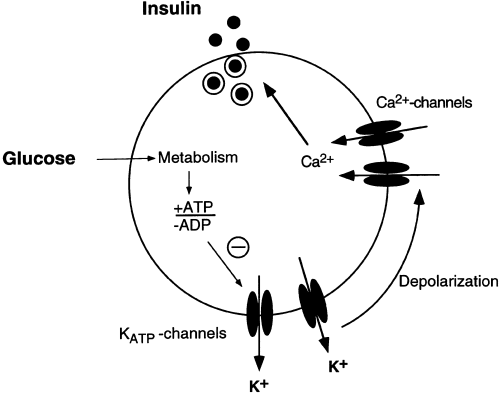 Insulin
Ca2+-channels
Glucose
Metabolism
Ca2+
+ATP
-ADP
−
Depolarization
KATP -channels
K+
K+